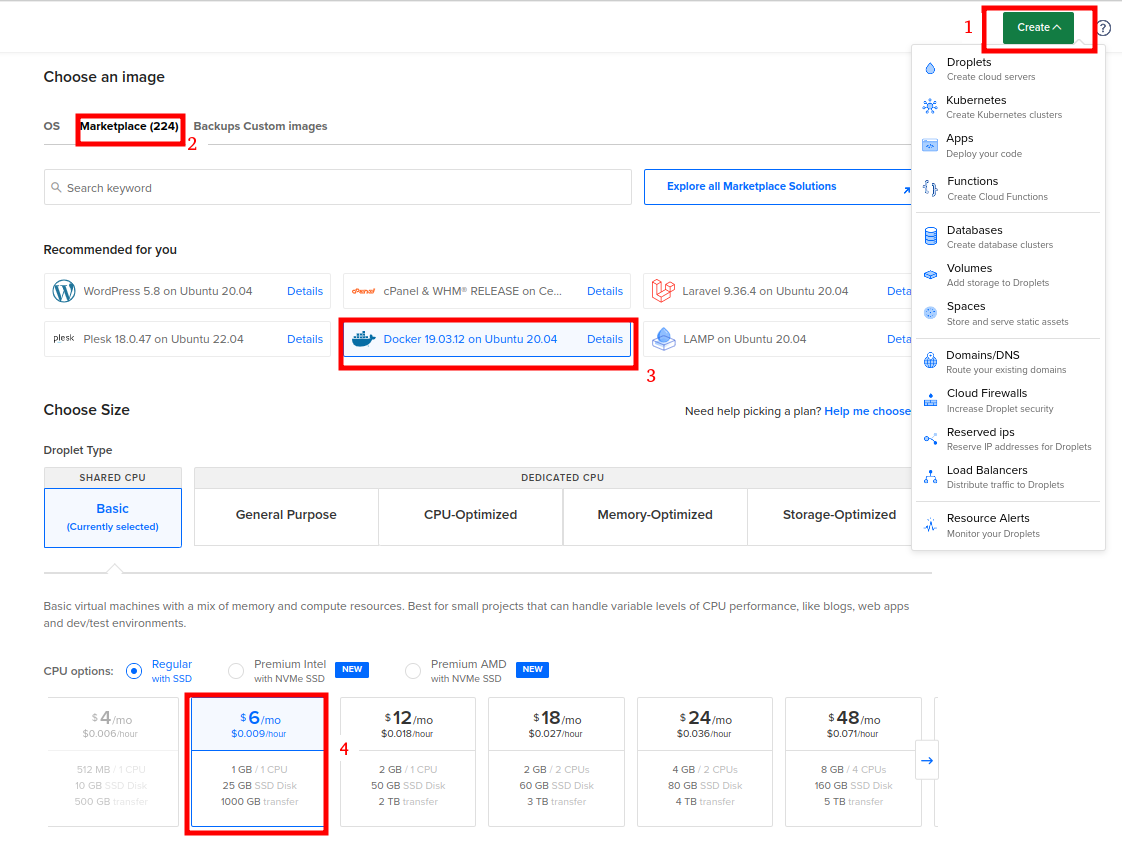 1
Create
?
Choose an image
OS Marketplace (224) Backups Custom images
2
Search keyword
Explore all Marketplace Solutions
Recommended for you
WordPress 5.8 on Ubuntu 20.04 Details
cPanel cPanel & WHM® RELEASE on Ce... Details
Laravel 9.36.4 on Ubuntu 20.04 Deta
plesk Plesk 18.0.47 on Ubuntu 22.04 Details
Docker 19.03.12 on Ubuntu 20.04 Details
LAMP on Ubuntu 20.04 Deta
3
Droplets
Create cloud servers
Kubernetes
Create Kubernetes clusters
Apps
Deploy your code
Functions
Create Cloud Functions
Databases
Create database clusters
Volumes
Add storage to Droplets
Spaces
Store and serve static assets
Domains/DNS
Route your existing domains
Cloud Firewalls
Increase Droplet security
Reserved ips
Reserve IP addresses for Droplets
Load Balancers
Distribute traffic to Droplets
Resource Alerts
Monitor your Droplets
Choose Size
Need help picking a plan? Help me choose
Droplet Type
SHARED CPU
DEDICATED CPU
Basic
(Currently selected)
General Purpose
CPU-Optimized
Memory-Optimized
Storage-Optimized
Basic virtual machines with a mix of memory and compute resources. Best for small projects that can handle variable levels of CPU performance, like blogs, web apps
and dev/test environments.
CPU options:
Regular
with SSD
Premium Intel
with NVMe SSD
NEW
Premium AMD
with NVMe SSD
NEW
$4/mo
$0.006/hour
512 MB / 1 CPU
10 GB SSD Disk
500 GB transfer
$6/mo
$0.009/hour
1 GB / 1 CPU
25 GB SSD Disk
1000 GB transfer
4
$12/mo
$0.018/hour
2 GB / 1 CPU
50 GB SSD Disk
2 TB transfer
$18/mo
$0.027/hour
2 GB / 2 CPUs
60 GB SSD Disk
3 TB transfer
$24/mo
$0.036/hour
4 GB / 2 CPUs
80 GB SSD Disk
4 TB transfer
$48/mo
$0.071/hour
8 GB / 4 CPUs
160 GB SSD Disk
5 TB transfer